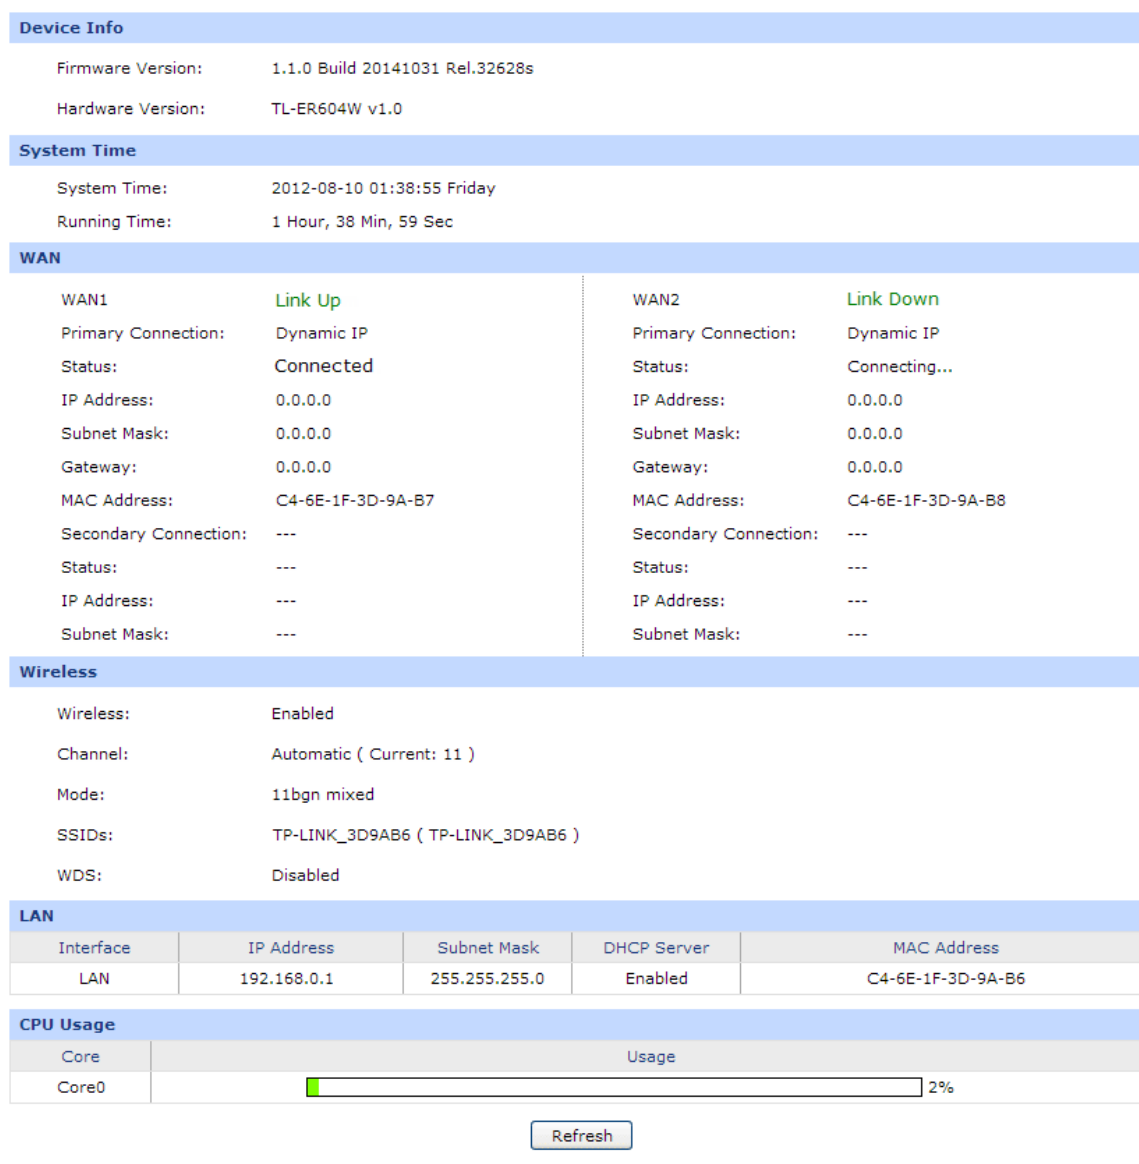 Device Info
Firmware Version: 1.1.0 Build 20141031 Rel.32628s
Hardware Version: TL-ER604W v1.0
System Time
System Time: 2012-08-10 01:38:55 Friday
Running Time: 1 Hour, 38 Min, 59 Sec
WAN
WAN1 Link Up
Primary Connection: Dynamic IP
Status: Connected
IP Address: 0.0.0.0
Subnet Mask: 0.0.0.0
Gateway: 0.0.0.0
MAC Address: C4-6E-1F-3D-9A-B7
Secondary Connection: ---
Status: ---
IP Address: ---
Subnet Mask: ---
WAN2 Link Down
Primary Connection: Dynamic IP
Status: Connecting...
IP Address: 0.0.0.0
Subnet Mask: 0.0.0.0
Gateway: 0.0.0.0
MAC Address: C4-6E-1F-3D-9A-B8
Secondary Connection: ---
Status: ---
IP Address: ---
Subnet Mask: ---
Wireless
Wireless: Enabled
Channel: Automatic ( Current: 11 )
Mode: 11bgn mixed
SSIDs: TP-LINK_3D9AB6 ( TP-LINK_3D9AB6 )
WDS: Disabled
LAN
Interface IP Address Subnet Mask DHCP Server MAC Address
LAN 192.168.0.1 255.255.255.0 Enabled C4-6E-1F-3D-9A-B6
CPU Usage
Core Usage
Core0 2%
Refresh